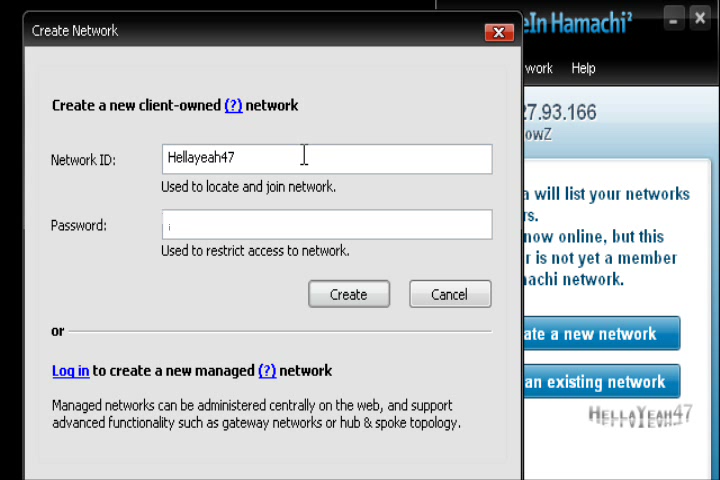 Create Network
Create a new client-owned (?) network
Network ID:
Hellayeah47
Used to locate and join network.
Password:
Used to restrict access to network.
Create
Cancel
or
Log in to create a new managed (?) network
Managed networks can be administered centrally on the web, and support
advanced functionality such as gateway networks or hub & spoke topology.
eIn Hamachi²
work Help
27.93.166
owZ
a will list your networks
rs.
now online, but this
r is not yet a member
machi network.
ate a new network
an existing network
HELLAYEAH47